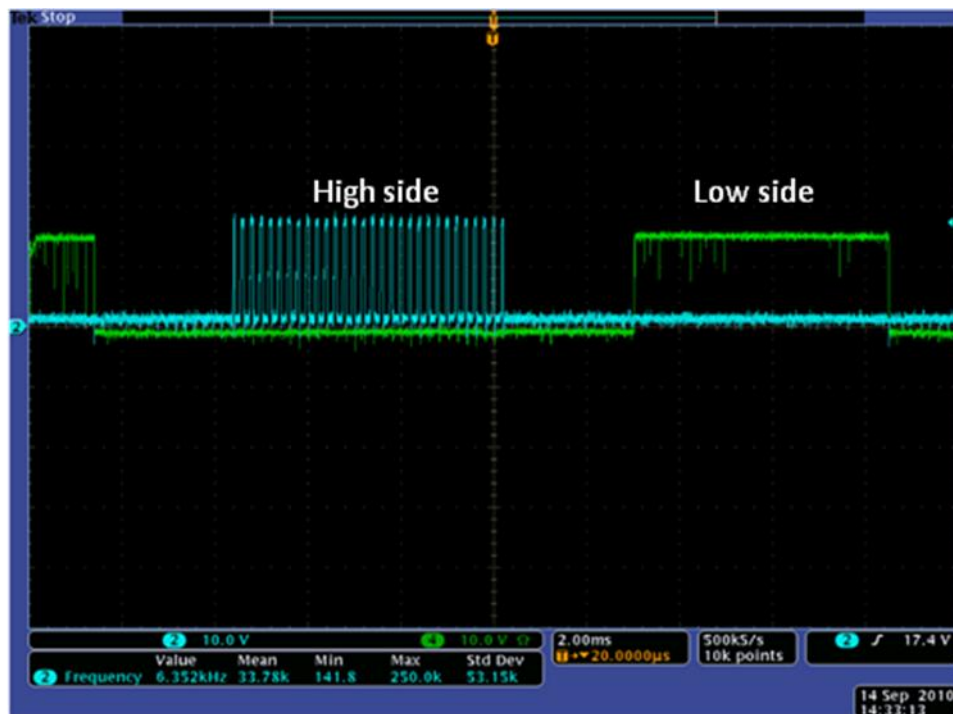 Tek Stop
T
T
High side
Low side
2
2 10.0 V
4 10.0 V Ω
2.00ms
T→▼20.0000µs
500kS/s
10k points
2 ʃ 17.4 V
Value Mean Min Max Std Dev
2 Frequency 6.352kHz 33.78k 141.8 250.0k 53.15k
14 Sep 2010
14:33:13